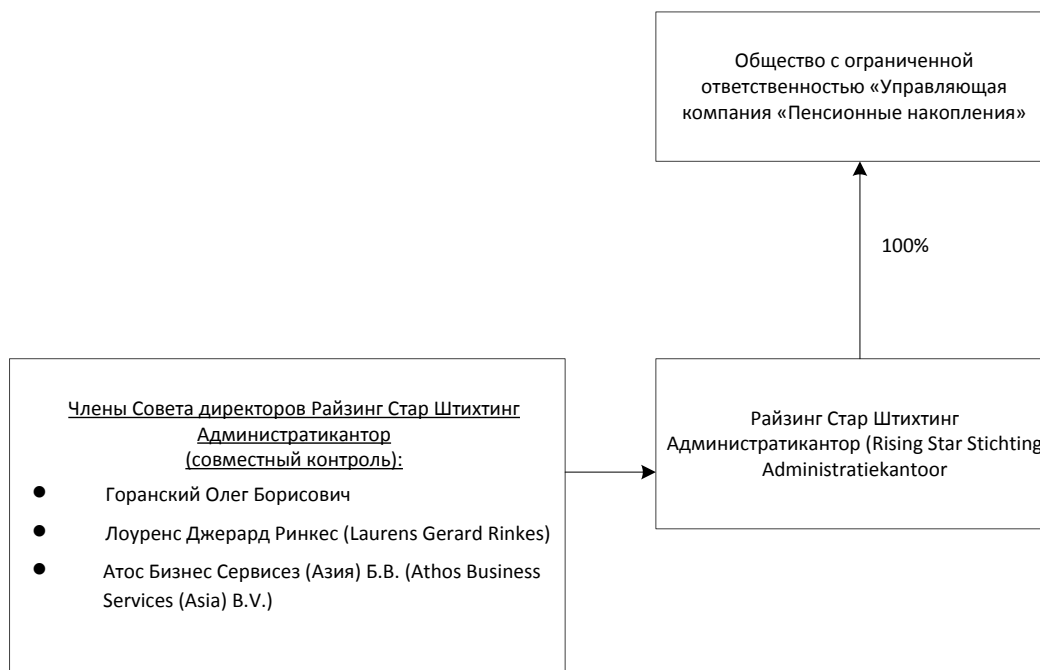 Общество с ограниченной
ответственностью «Управляющая
компания «Пенсионные накопления»
100%
Члены Совета директоров Райзинг Стар Штихтинг
Администратикантор
(совместный контроль):
● Горанский Олег Борисович
● Лоуренс Джерард Ринкес (Laurens Gerard Rinkes)
● Атос Бизнес Сервисез (Азия) Б.В. (Athos Business
Services (Asia) B.V.)
Райзинг Стар Штихтинг
Администратикантор (Rising Star Stichting
Administratiekantoor